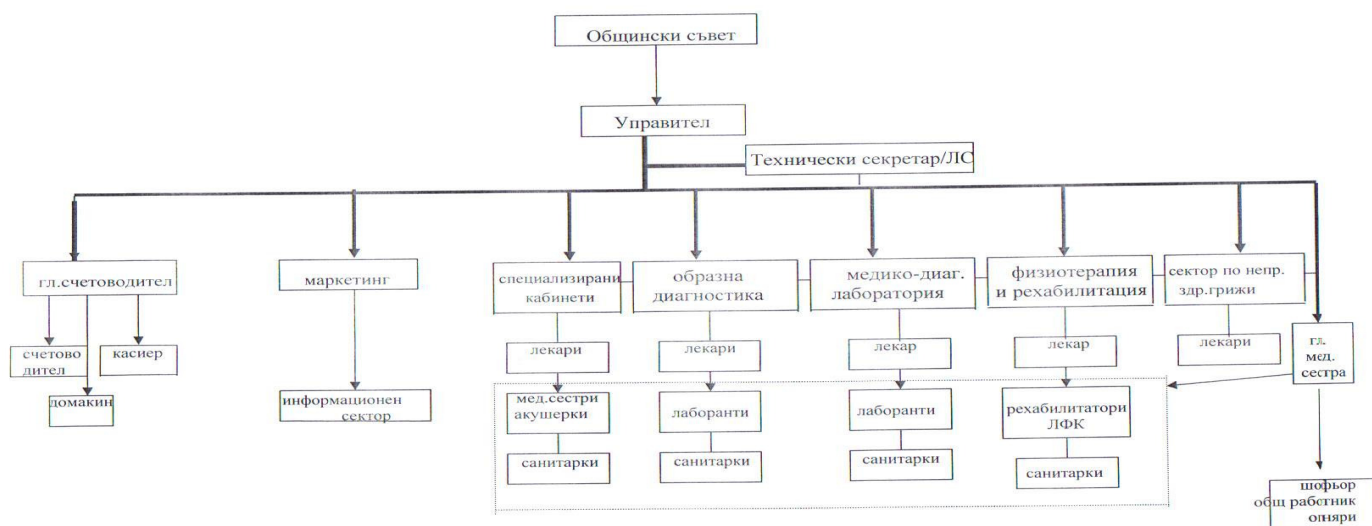 Общински съвет
Управител
Технически секретар/ЛС
гл.счетоводител
маркетинг
специализирани
кабинети
образна
диагностика
медико-диаг.
лаборатория
физиотерапия
и рехабилитация
сектор по непр.
здр.грижи
счетово
дител
касиер
лекари
лекари
лекар
лекар
лекари
гл.
мед.
сестра
домакин
информационен
сектор
мед.сестри
акушерки
лаборанти
лаборанти
рехабилитатори
ЛФК
санитарки
санитарки
санитарки
санитарки
шофьор
общ работник
огняри